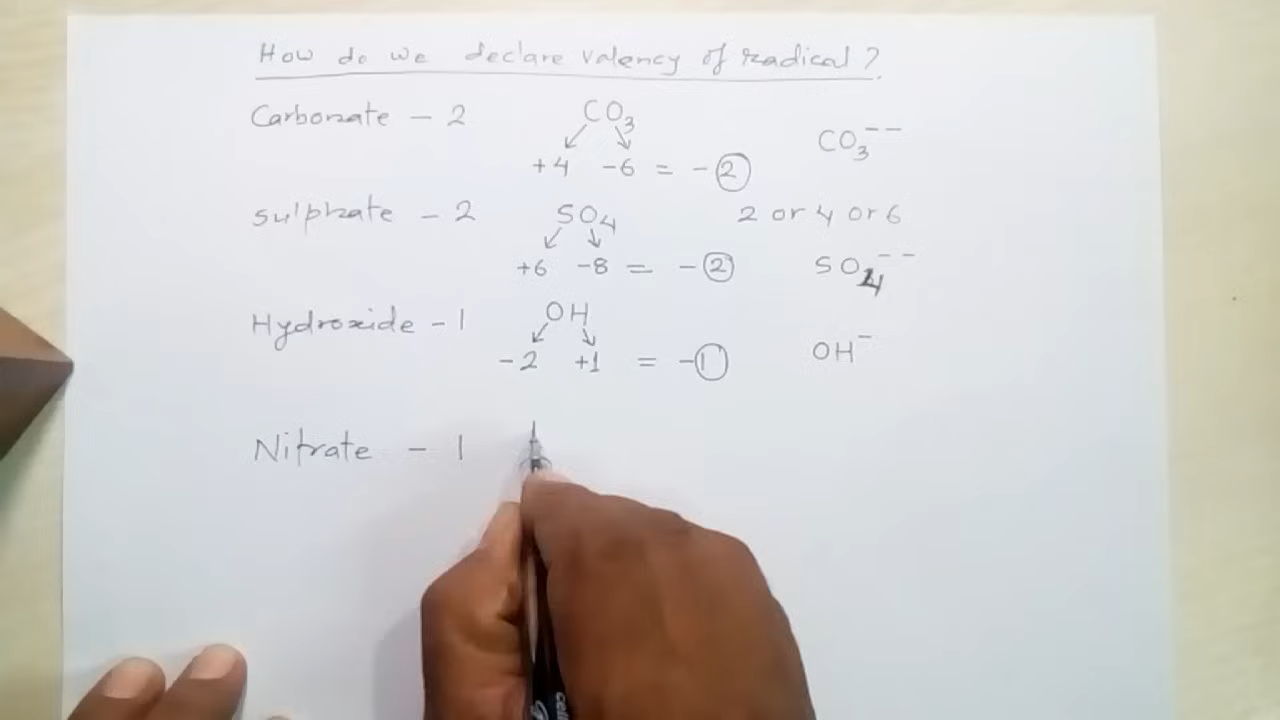 How do we declare valency of radical?
Carbonate - 2 CO3 CO3--
+4 -6 = -2
Sulphate - 2 SO4 2 or 4 or 6
+6 -8 = -2 SO4--
Hydroxide - 1 OH OH-
-2 +1 = -1
Nitrate - 1